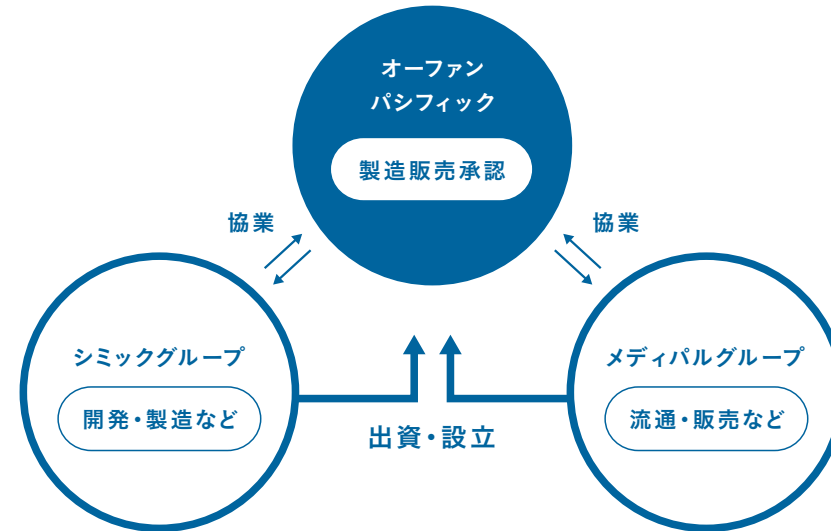 オーファン
パシフィック
製造販売承認
協業
協業
シミックグループ
開発・製造など
メディパルグループ
流通・販売など
出資・設立